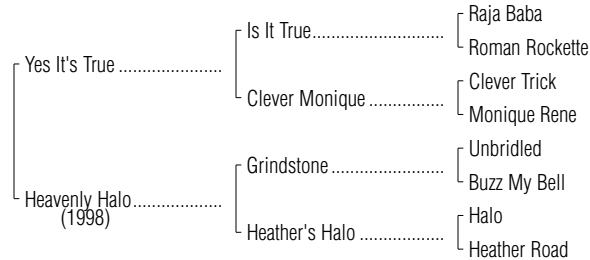 Raja Baba
Is It True
Roman Rockette
Yes It's True
Clever Trick
Clever Monique
Monique Rene
Unbridled
Grindstone
Buzz My Bell
Heavenly Halo
(1998)
Halo
Heather's Halo
Heather Road